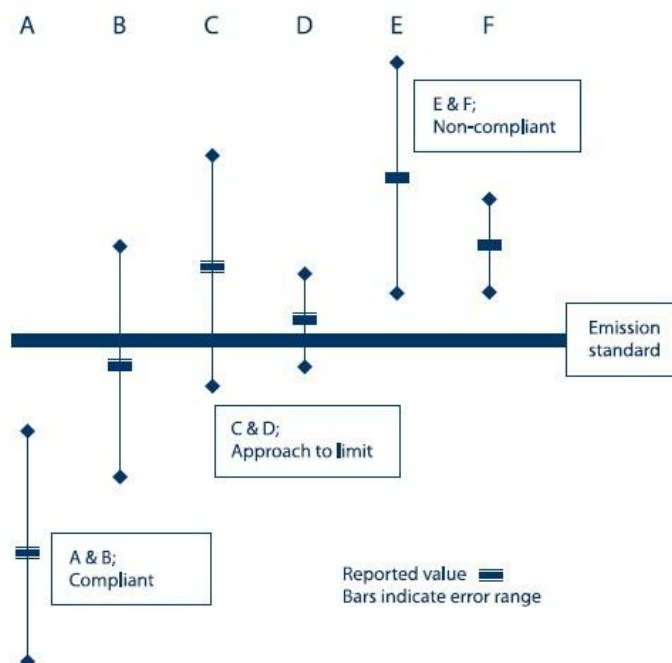 A B C D E F
E & F;
Non-compliant
Emission
standard
C & D;
Approach to limit
A & B;
Compliant
Reported value
Bars indicate error range